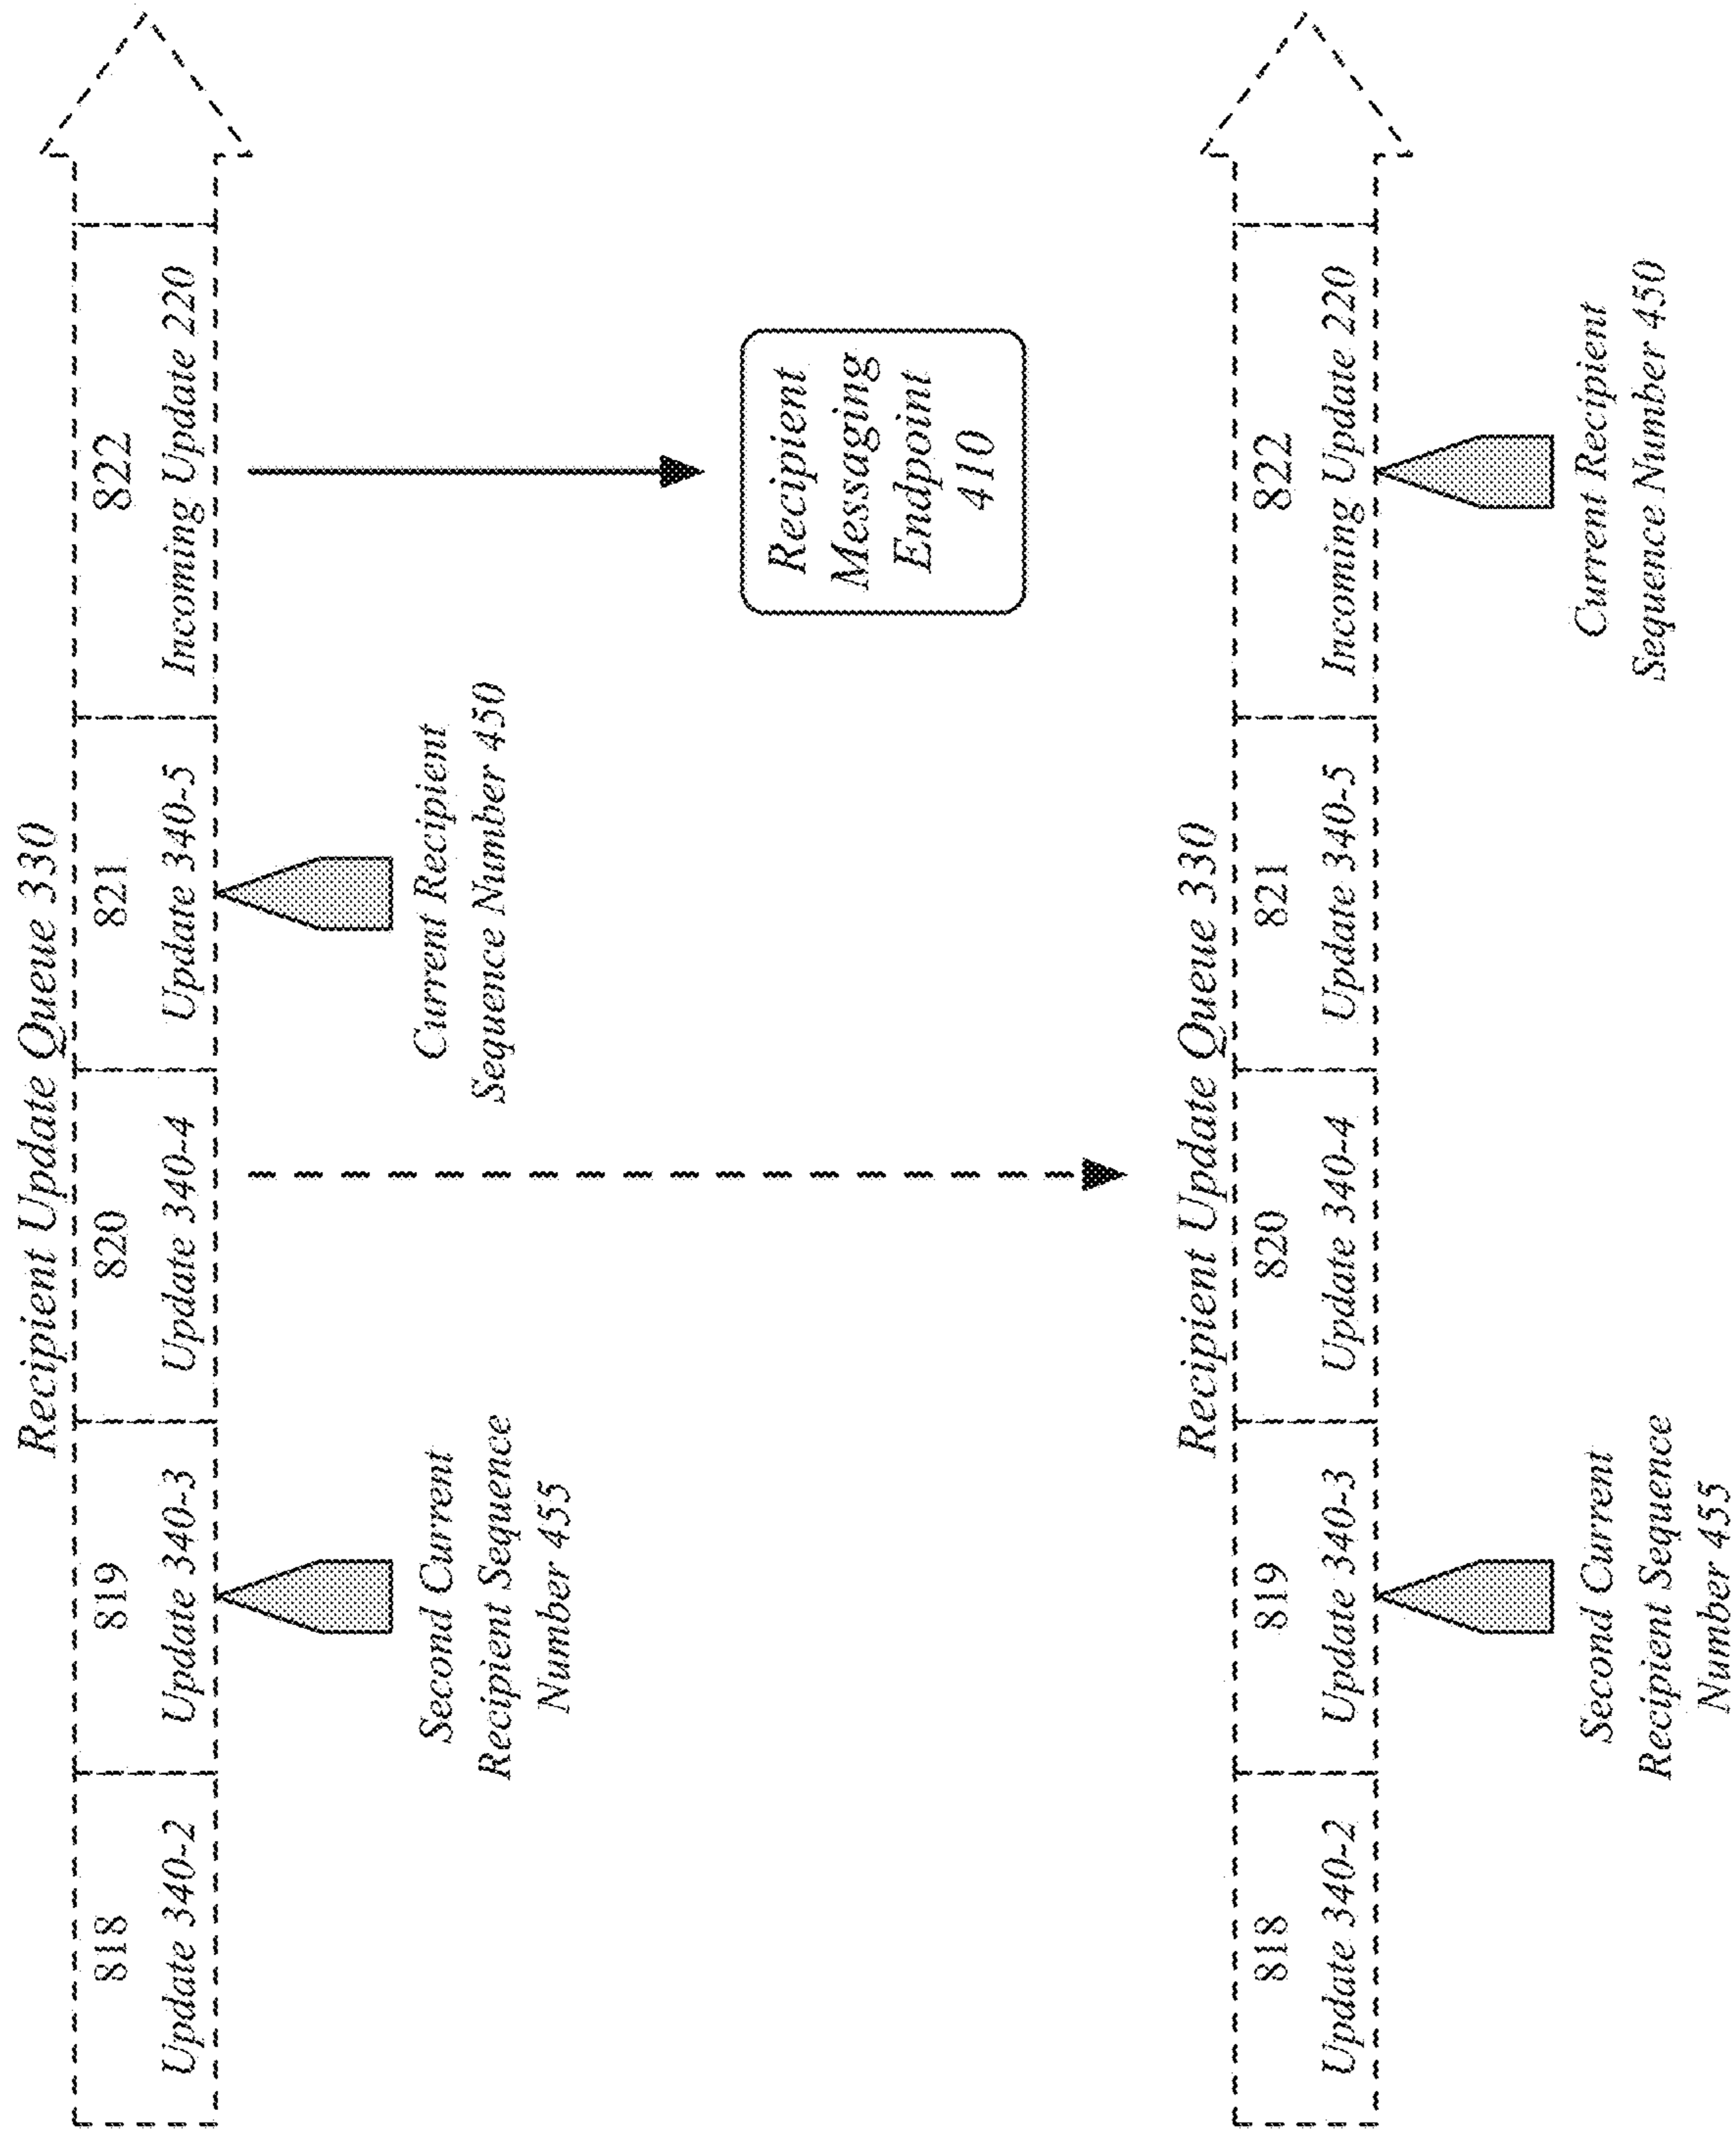 Recipient Update Queue 330
818
819
820
821
822
Update 340-2
Update 340-3
Update 340-4
Update 340-5
Incoming Update 220
Second Current
Recipient Sequence
Number 455
Current Recipient
Sequence Number 450
Recipient
Messaging
Endpoint
410
Recipient Update Queue 330
818
819
820
821
822
Update 340-2
Update 340-3
Update 340-4
Update 340-5
Incoming Update 220
Second Current
Recipient Sequence
Number 455
Current Recipient
Sequence Number 450